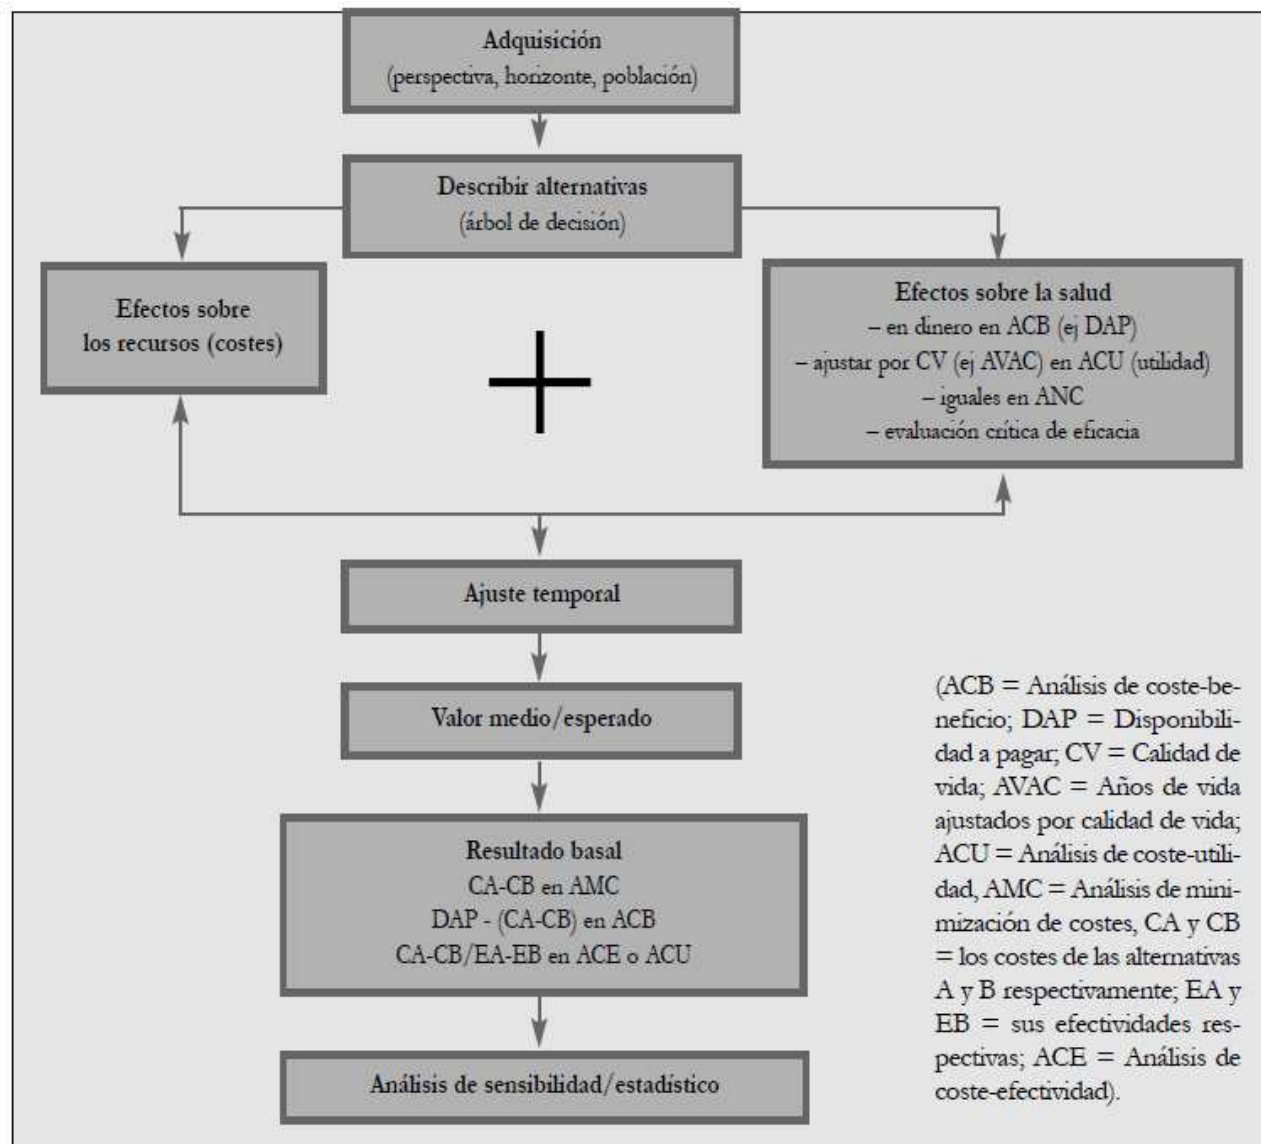 Adquisición
(perspectiva, horizonte, población)
Describir alternativas
(árbol de decisión)
Efectos sobre
los recursos (costes)
Efectos sobre la salud
– en dinero en ACB (ej DAP)
– ajustar por CV (ej AVAC) en ACU (utilidad)
– iguales en ANC
– evaluación crítica de eficacia
Ajuste temporal
Valor medio/esperado
Resultado basal
CA-CB en AMC
DAP - (CA-CB) en ACB
CA-CB/EA-EB en ACE o ACU
Análisis de sensibilidad/estadístico
(ACB = Análisis de coste-be-
neficio; DAP = Disponibili-
dad a pagar; CV = Calidad de
vida; AVAC = Años de vida
ajustados por calidad de vida;
ACU = Análisis de coste-utili-
dad, AMC = Análisis de mini-
mización de costes, CA y CB
= los costes de las alternativas
A y B respectivamente; EA y
EB = sus efectividades res-
pectivas; ACE = Análisis de
coste-efectividad).